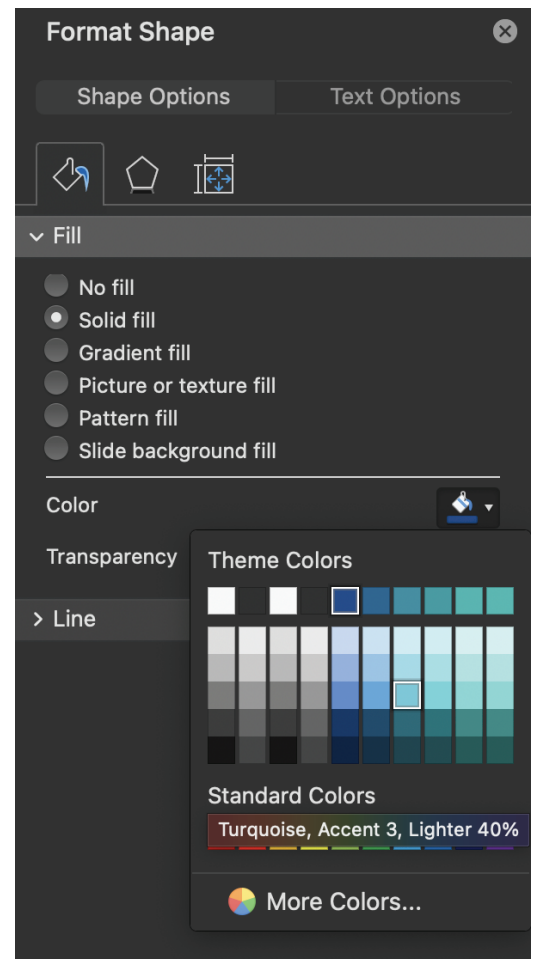 Format Shape
Shape Options
Text Options
Fill
No fill
Solid fill
Gradient fill
Picture or texture fill
Pattern fill
Slide background fill
Color
Transparency
Line
Theme Colors
Standard Colors
Turquoise, Accent 3, Lighter 40%
More Colors...